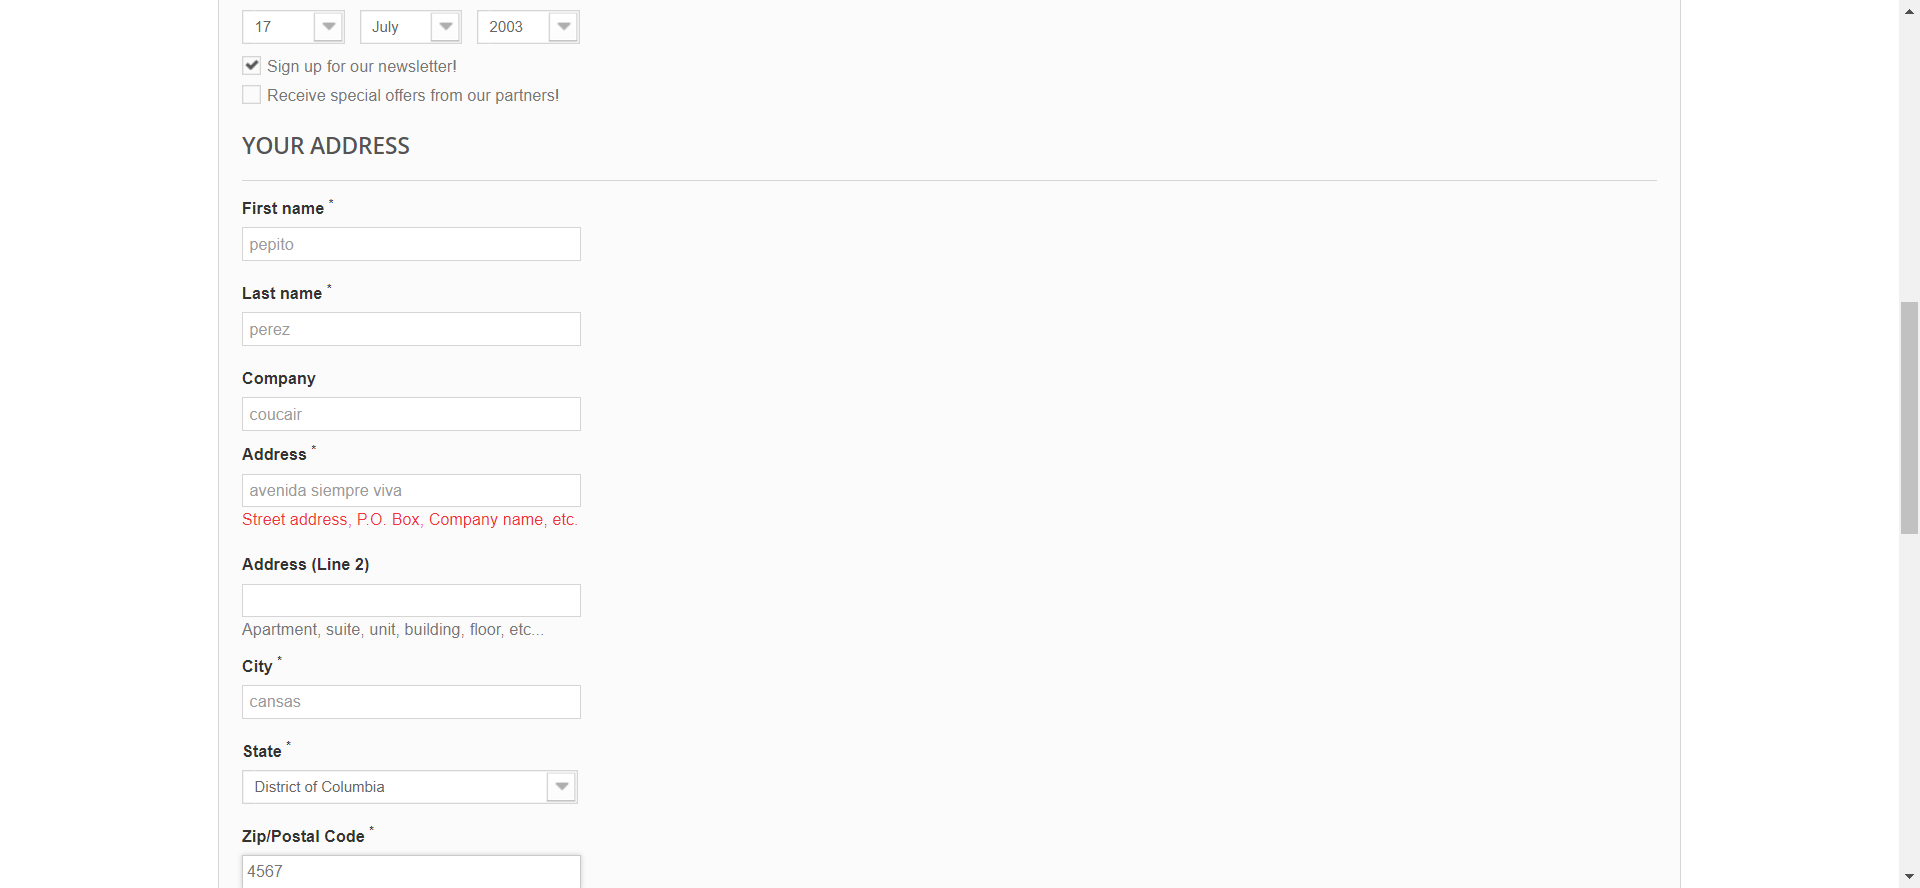 17 July 2003
Sign up for our newsletter!
Receive special offers from our partners!
YOUR ADDRESS
First name *
pepito
Last name *
perez
Company
coucair
Address *
avenida siempre viva
Street address, P.O. Box, Company name, etc.
Address (Line 2)
Apartment, suite, unit, building, floor, etc...
City *
cansas
State *
District of Columbia
Zip/Postal Code *
4567